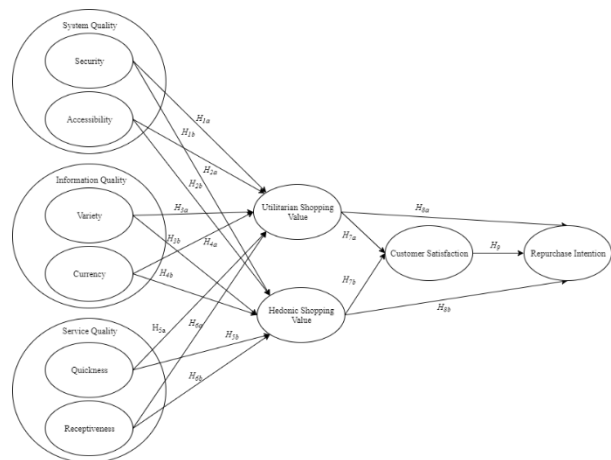 System Quality
Security
Accessibility
Information Quality
Variety
Currency
Service Quality
Quickness
Receptiveness
H1a
H1b
H2a
H2b
H3a
H3b
H4a
H4b
H5a
H6a
H5b
H6b
Utilitarian Shopping
Value
Hedonic Shopping
Value
H8a
H7a
H7b
H8b
Customer Satisfaction
H9
Repurchase Intention